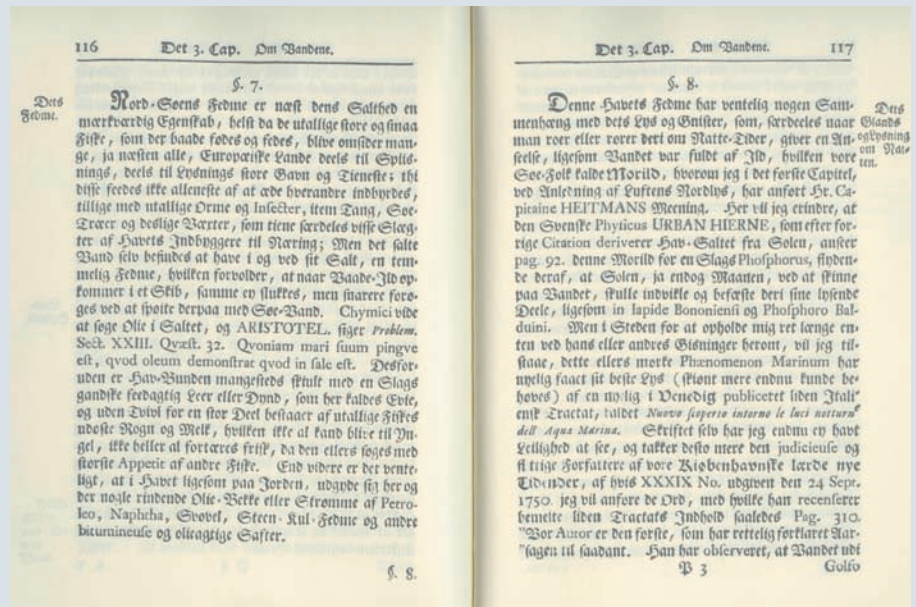 116 Det 3. Cap. Om Vandene.
§. 7.
Dets
Fedme.
Nord-Søens Fedme er næst dens Salthed en
mærkværdig Egenskab, helst da de utallige store og smaa
Fiske, som der baade fødes og fedes, blive omsider man-
ge, ja næsten alle, Europæiske Lande deels til Spiis-
nings, deels til Lysnings store Gavn og Tieneste: thi
disse feedes ikke alleneste af at æde hverandre indbyrdes,
tillige med utallige Orme og Insecter, item Tang, Søe-
Træer og deslige Væxter, som tiene særdeles visse Slæg-
ter af Havets Indbyggere til Næring; Men det salte
Vand selv befindes at have i og ved sit Salt, en tem-
melig Fedme, hvilken forvolder, at naar Vaade-Ild op-
kommer i et Skib, samme ey slukkes, men snarere forø-
ges ved at sprøite derpaa med Søe-Vand. Chymici vide
at søge Olie i Saltet, og ARISTOTEL. siger Problem.
Sect. XXIII. Qvæst. 32. Qvoniam mari suum pingve
est, qvod oleum demonstrat qvod in sale est. Desfor-
uden er Hav-Bunden mangesteds skiult med en Slags
gandske feedagtig Leer eller Dynd, som her kaldes Evie,
og uden Tvivl for en stor Deel bestaaer af utallige Fiskes
udøste Rogn og Melk, hvilken ikke al kand blive til Yn-
gel, ikke heller al fortæres frisk, da den ellers søges med
største Appetit af andre Fiske. End videre er det vente-
ligt, at i Havet ligesom paa Jorden, udgyde sig her og
der nogle rindende Olie-Bekke eller Strømme af Petro-
leo, Naphtha, Svovel, Steen-Kul-Fedme og andre
bituminieuse og olieagtige Safter.
§. 8.
Det 3. Cap. Om Vandene. 117
§. 8.
Dets
Glands
og Lysning
om Nat-
ten.
Denne Havets Fedme har ventelig nogen Sam-
menhæng med dets Lys og Gnister, som, særdeeles naar
man roer eller rører deri om Natte-Tider, giver en An-
seelse, ligesom Vandet var fuldt af Ild, hvilken vore
Søe-Folk kalde Morild, hvorom jeg i det første Capitel,
ved Anledning af Luftens Nordlys, har anført Hr. Ca-
pitaine HEITMANS Meening. Her vil jeg erindre, at
den Svenske Physicus URBAN HIERNE, som efter for-
rige Citation deriverer Hav-Saltet fra Solen, anseer
pag. 92. denne Morild for en Slags Phosphorus, flyden-
de deraf, at Solen, ja endog Maanen, ved at skinne
paa Vandet, skulle indvikle og befæste deri sine lysende
Deele, ligesom in lapide Bononiensi og Phosphoro Bal-
duini. Men i Steden for at opholde mig ret længe en-
ten ved hans eller andres Gisninger herom, vil jeg til-
staae, dette ellers mørke Phænomenon Marinum har
nyelig faaet sit beste Lys (skiønt mere endnu kunde be-
høves) af en nylig i Venedig publiceret liden Itali-
ensk Tractat, kaldet Nuovo scoperto intorno le luci notturne
dell Aqua Marina. Skriftet selv har jeg endnu ey havt
Leilighed at see, og takker desto mere den judicieuse og
flittige Forfattere af vore Kiøbenhavnske lærde nye
Tidender, af hvis XXXIX No. udgiven den 24 Sept.
1750. jeg vil anføre de Ord, med hvilke han recenserer
bemelte liden Tractats Indhold saaledes Pag. 310.
"Vor Autor er den første, som har rettelig forklaret Aar-
"sagen til saadant. Han har observeret, at Vandet udi
P 3 Golfo